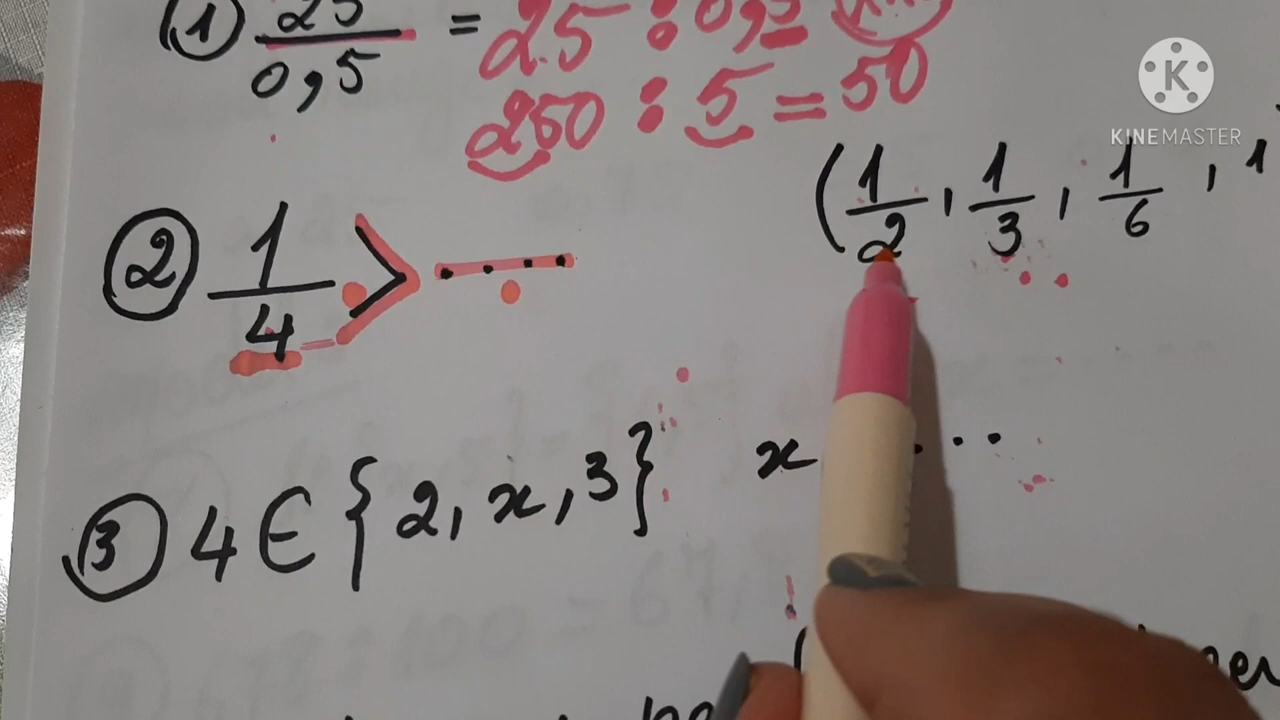 ① 25/0,5 = 25 : 0,5
250 : 5 = 50
KINEMASTER
② 1/4 > .... (1/2, 1/3, 1/6, 1
③ 4 ∈ {2, x, 3} x ...